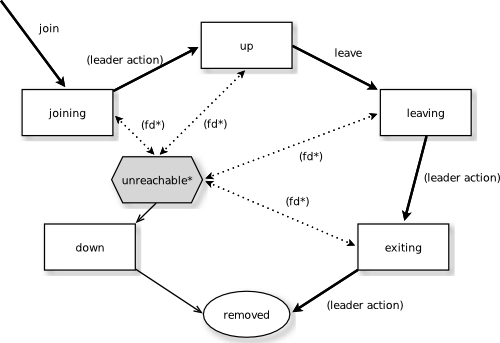 join
up
(leader action)
leave
joining
leaving
(fd*)
(fd*)
(fd*)
unreachable*
(leader action)
(fd*)
down
exiting
removed
(leader action)